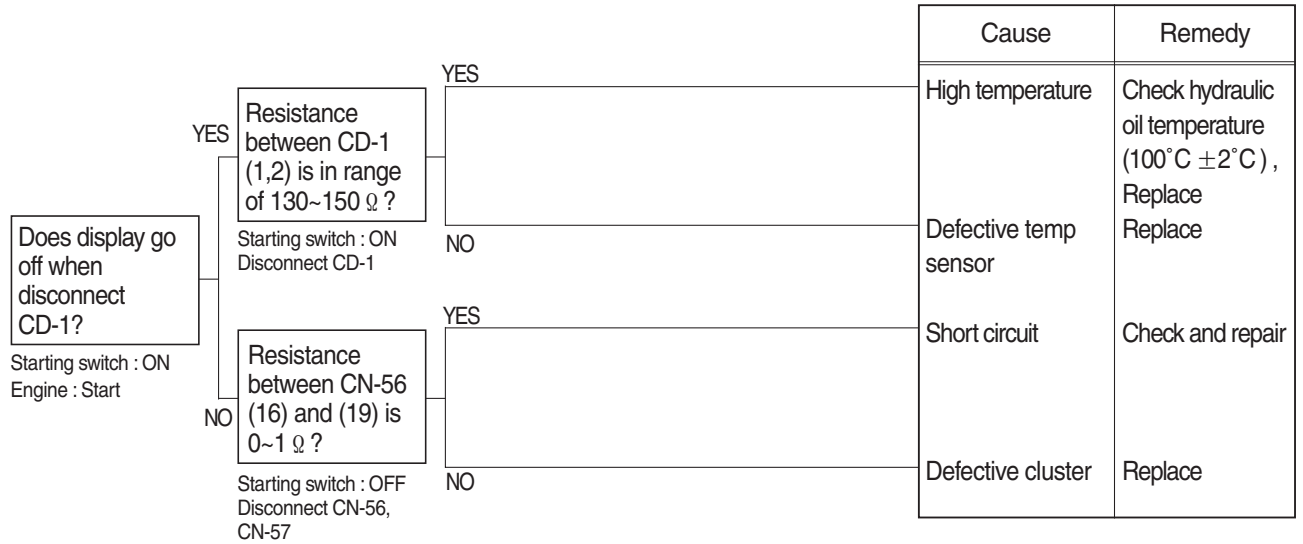 Does display go
off when
disconnect
CD-1?
Starting switch : ON
Engine : Start
YES
Resistance
between CD-1
(1,2) is in range
of 130~150 Ω ?
Starting switch : ON
Disconnect CD-1
NO
Resistance
between CN-56
(16) and (19) is
0~1 Ω ?
Starting switch : OFF
Disconnect CN-56,
CN-57
YES
NO
YES
NO
Cause
Remedy
High temperature
Check hydraulic
oil temperature
(100˚C ±2˚C) ,
Replace
Defective temp
sensor
Replace
Short circuit
Check and repair
Defective cluster
Replace